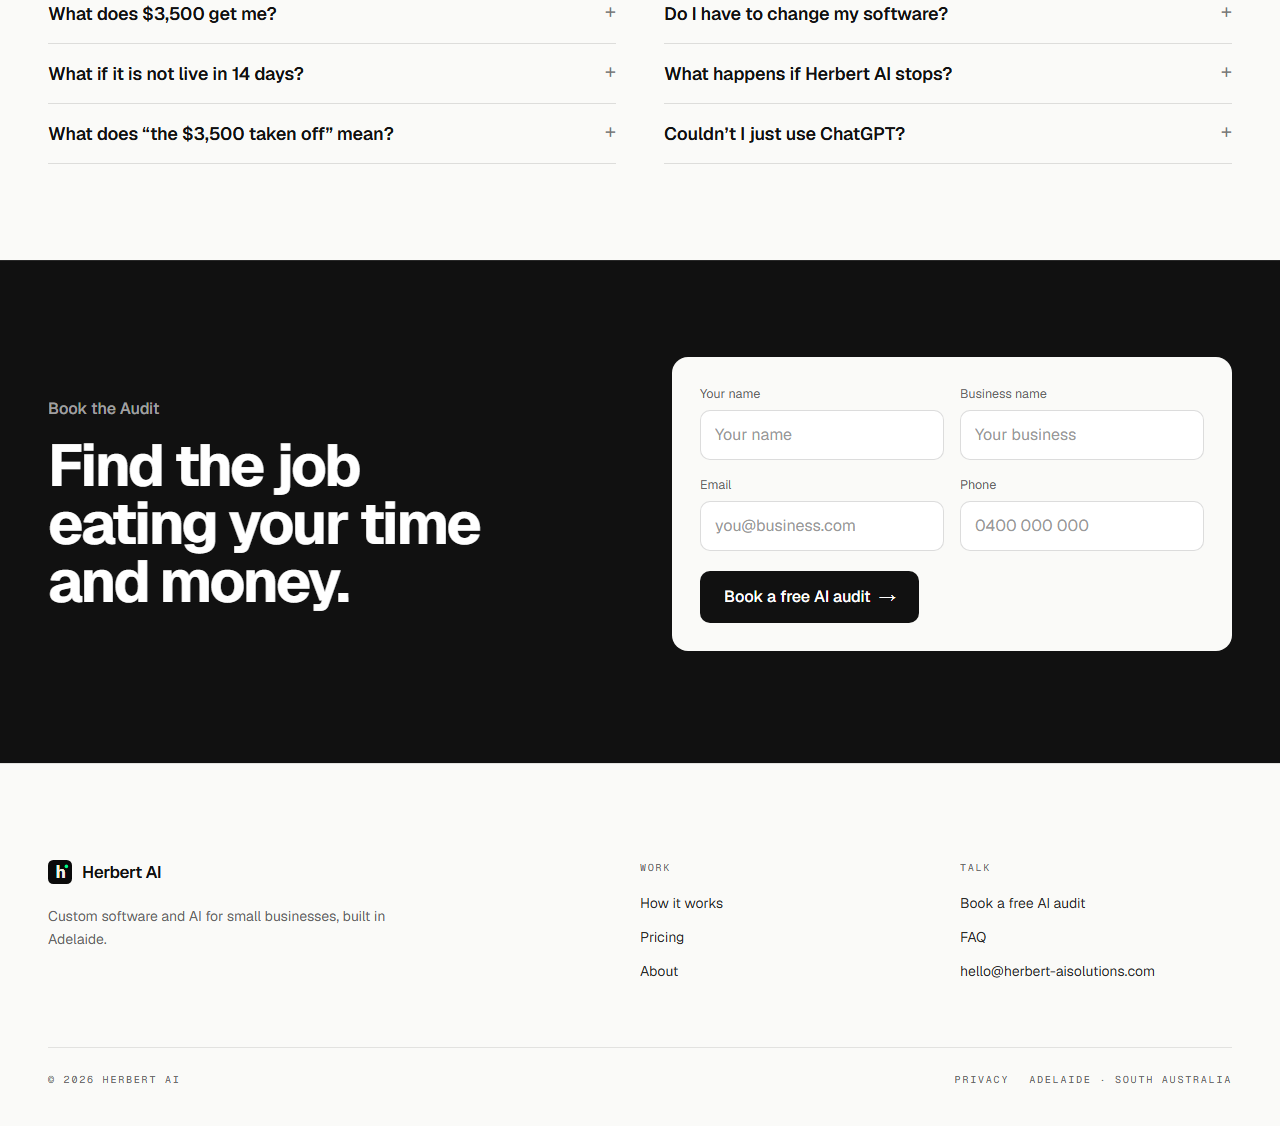 What does $3,500 get me? +
Do I have to change my software? +
What if it is not live in 14 days? +
What happens if Herbert AI stops? +
What does “the $3,500 taken off” mean? +
Couldn’t I just use ChatGPT? +
Book the Audit
Find the job
eating your time
and money.
Your name
Business name
Your name
Your business
Email
Phone
you@business.com
0400 000 000
Book a free AI audit →
h Herbert AI
Custom software and AI for small businesses, built in
Adelaide.
WORK
How it works
Pricing
About
TALK
Book a free AI audit
FAQ
hello@herbert-aisolutions.com
© 2026 HERBERT AI
PRIVACY ADELAIDE · SOUTH AUSTRALIA